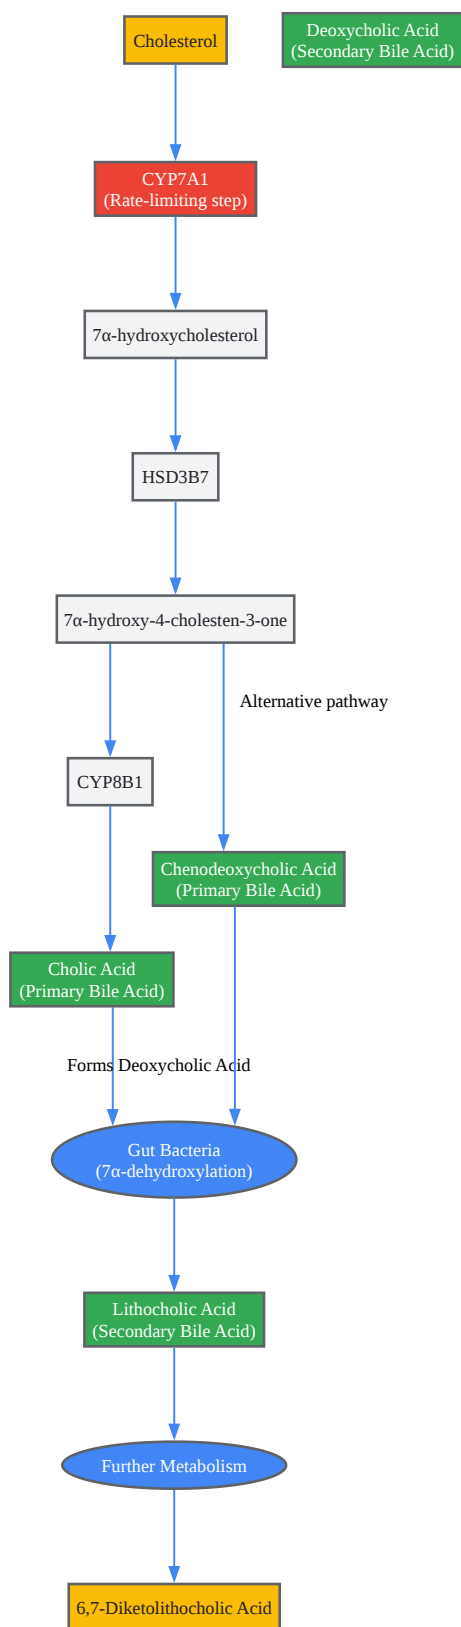 Cholesterol
Deoxycholic Acid
(Secondary Bile Acid)
CYP7A1
(Rate-limiting step)
7α-hydroxycholesterol
HSD3B7
7α-hydroxy-4-cholesten-3-one
Alternative pathway
CYP8B1
Chenodeoxycholic Acid
(Primary Bile Acid)
Cholic Acid
(Primary Bile Acid)
Forms Deoxycholic Acid
Gut Bacteria
(7α-dehydroxylation)
Lithocholic Acid
(Secondary Bile Acid)
Further Metabolism
6,7-Diketolithocholic Acid